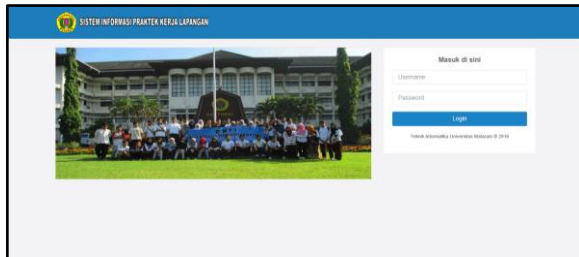 SISTEM INFORMASI PRAKTEK KERJA LAPANGAN
Masuk di sini
Username
Password
Login
Teknik Informatika Universitas Mataram © 2016